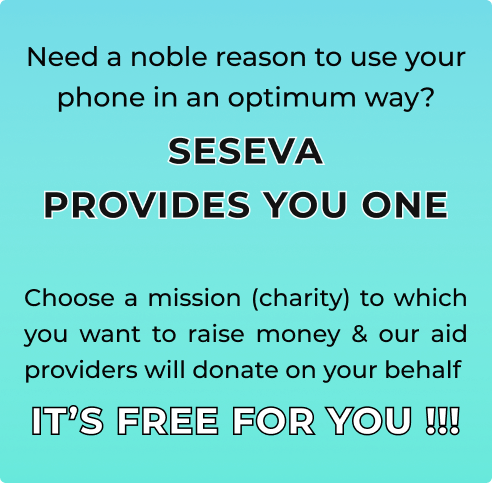 Need a noble reason to use your
phone in an optimum way?
SESEVA
PROVIDES YOU ONE
Choose a mission (charity) to which
you want to raise money & our aid
providers will donate on your behalf
IT'S FREE FOR YOU !!!